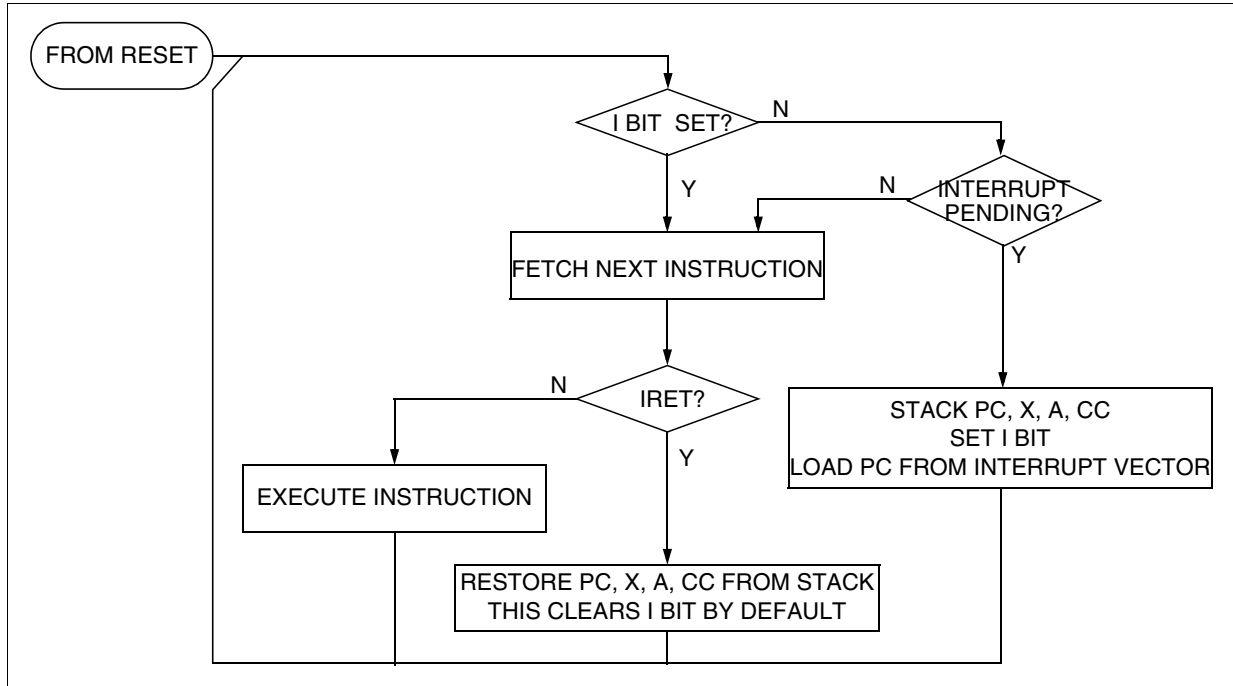 FROM RESET
I BIT SET?
N
Y
INTERRUPT
PENDING?
N
Y
FETCH NEXT INSTRUCTION
IRET?
N
Y
STACK PC, X, A, CC
SET I BIT
LOAD PC FROM INTERRUPT VECTOR
EXECUTE INSTRUCTION
RESTORE PC, X, A, CC FROM STACK
THIS CLEARS I BIT BY DEFAULT